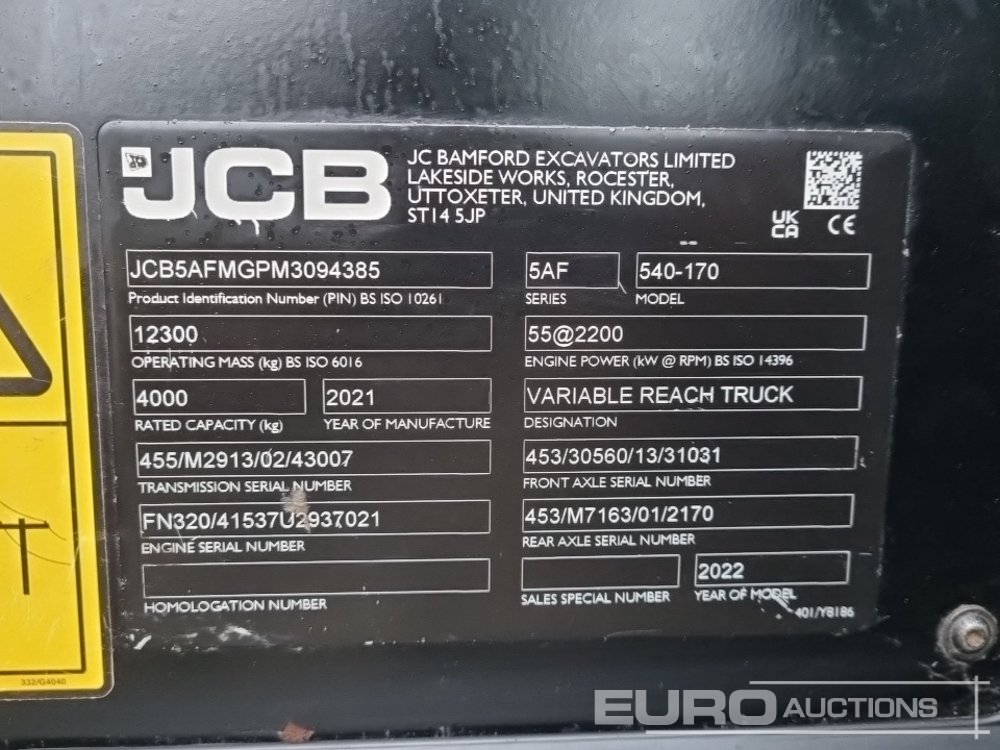 JCB
JC BAMFORD EXCAVATORS LIMITED
LAKESIDE WORKS, ROCESTER,
UTTOXETER, UNITED KINGDOM,
ST14 5JP
UK
CA CE
JCB5AFMGPM3094385 5AF 540-170
Product Identification Number (PIN) BS ISO 10261 SERIES MODEL
12300 55@2200
OPERATING MASS (kg) BS ISO 6016 ENGINE POWER (kW @ RPM) BS ISO 14396
4000 2021 VARIABLE REACH TRUCK
RATED CAPACITY (kg) YEAR OF MANUFACTURE DESIGNATION
455/M2913/02/43007 453/30560/13/31031
TRANSMISSION SERIAL NUMBER FRONT AXLE SERIAL NUMBER
FN320/41537U2937021 453/M7163/01/2170
ENGINE SERIAL NUMBER REAR AXLE SERIAL NUMBER
2022
HOMOLOGATION NUMBER SALES SPECIAL NUMBER YEAR OF MODEL
401/Y8186
332/G4040
EURO AUCTIONS